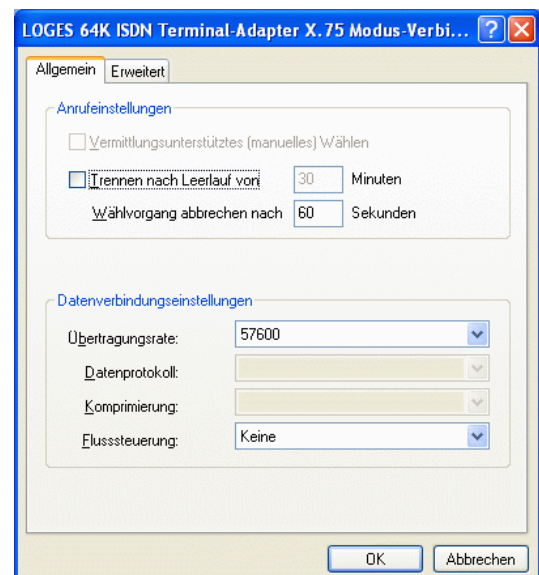 LOGES 64K ISDN Terminal-Adapter X.75 Modus-Verbi...
Allgemein Erweitert
Anrufeinstellungen
Vermittlungsunterstütztes (manuelles) Wählen
Trennen nach Leerlauf von 30 Minuten
Wählvorgang abbrechen nach 60 Sekunden
Datenverbindungseinstellungen
Übertragungsrate: 57600
Datenprotokoll:
Komprimierung:
Flusssteuerung: Keine
OK Abbrechen